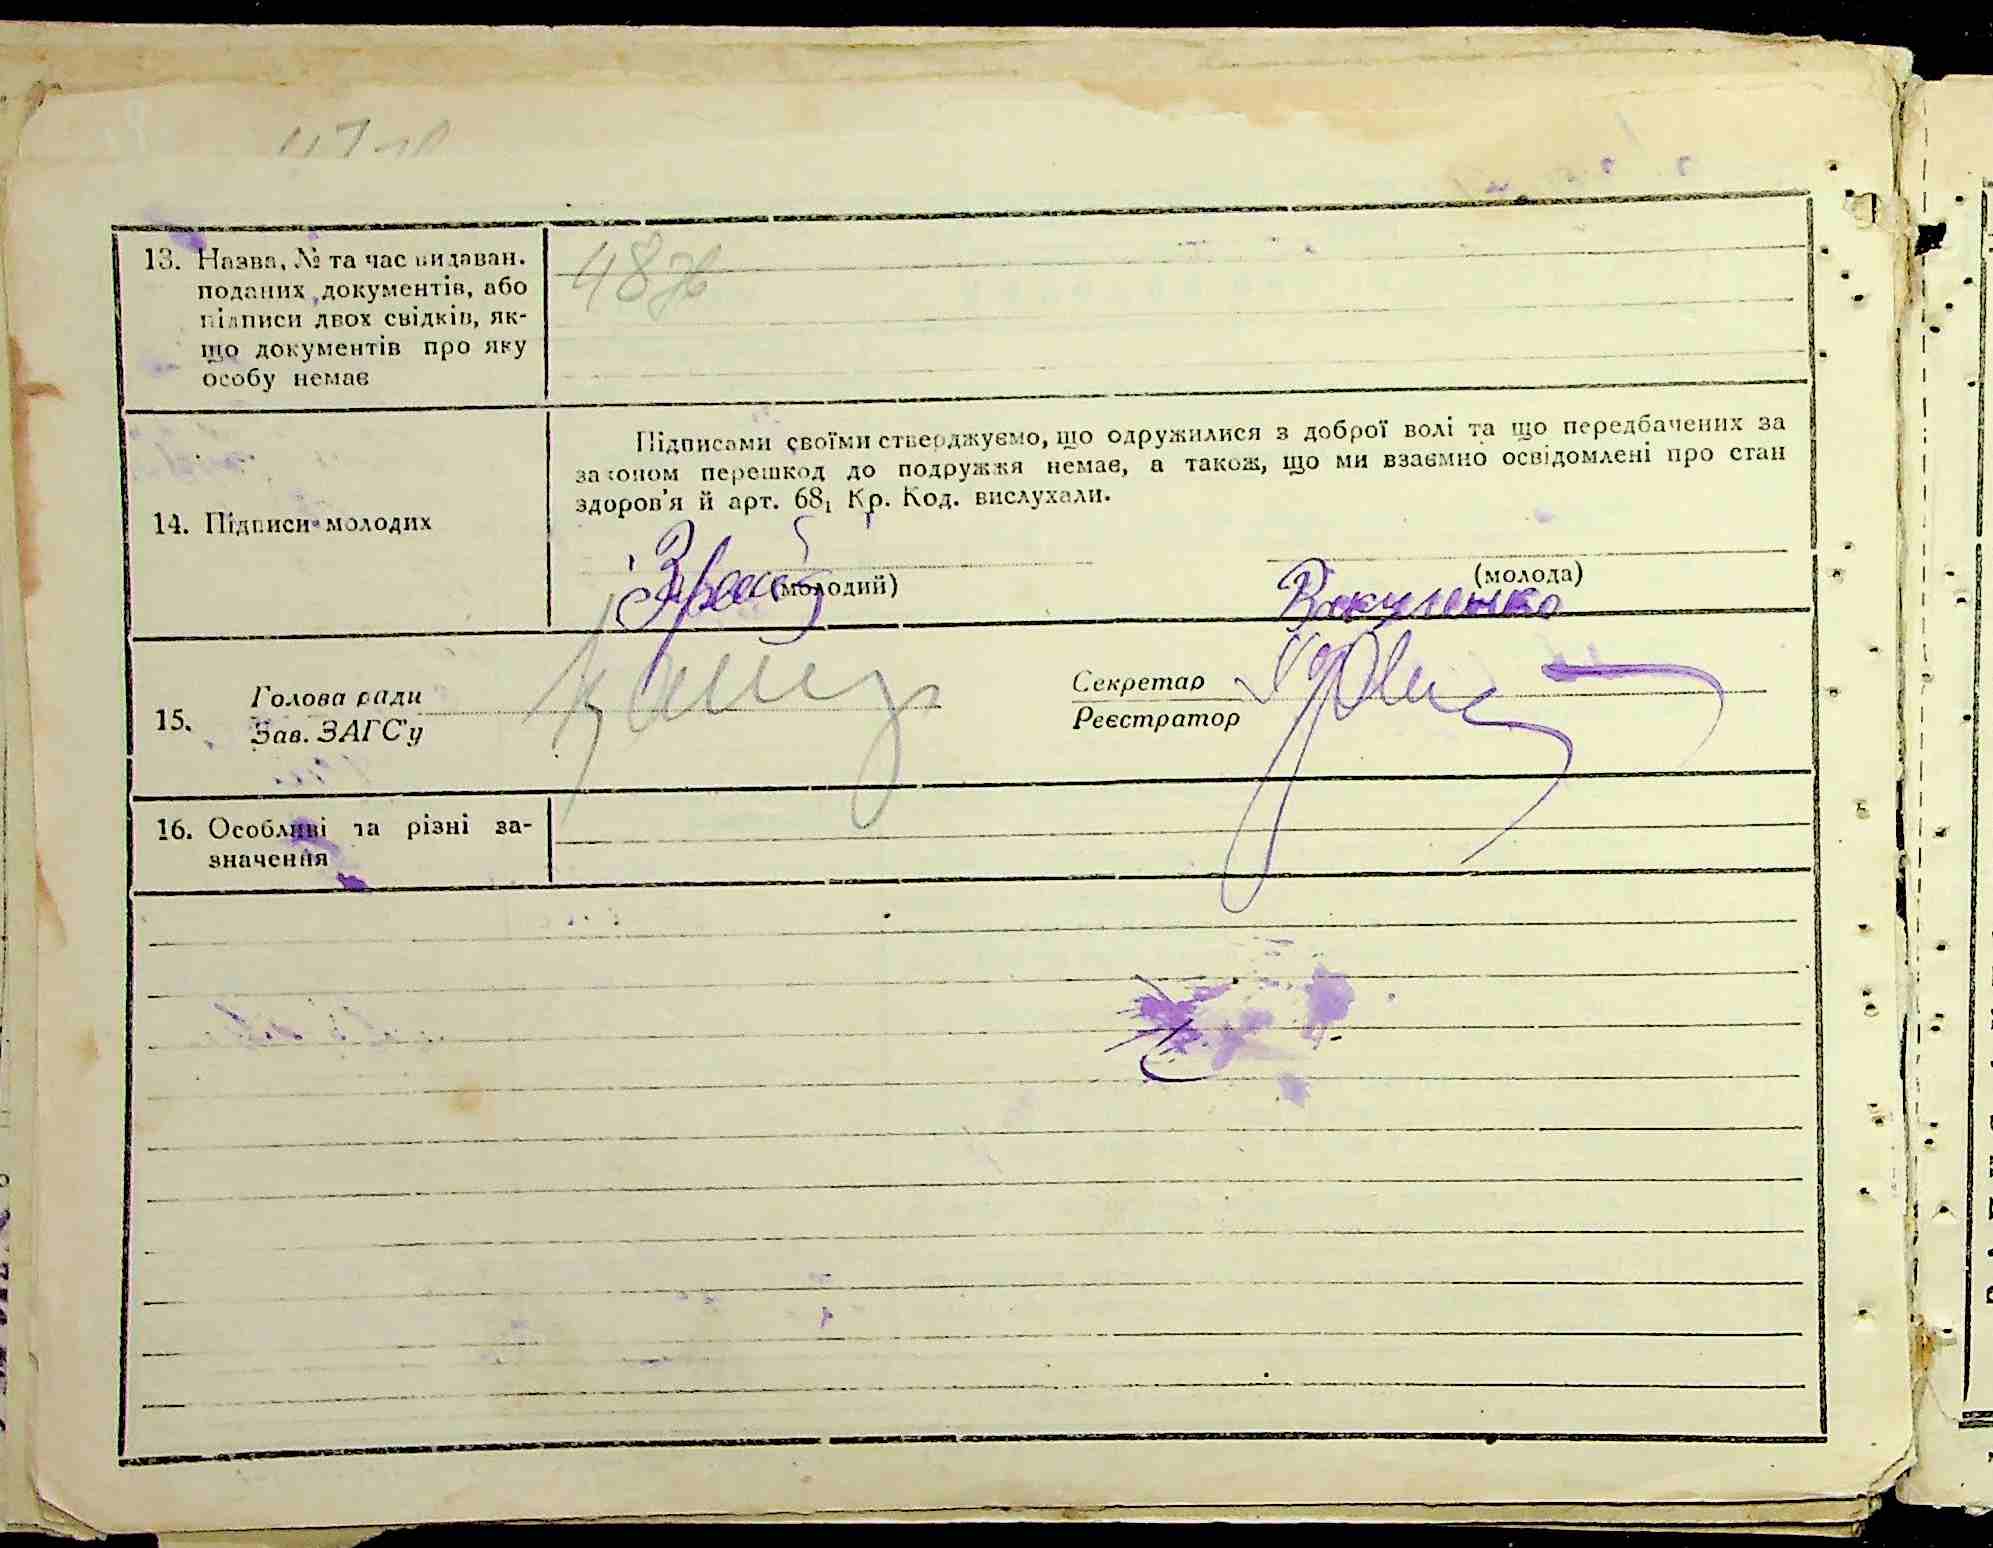 13. Назва, № та час видаван.
поданих документів, або
підписи двох свідків, як-
що документів про яку
особу немає
48
Підписами своїми стверджуємо, що одружилися з доброї волі та що передбачених за
законом перешкод до подружжя немає, а також, що ми взаємно освідомлені про стан
здоров'я й арт. 68₁ Кр. Код. вислухали.
14. Підписи молодих
(молодий)
(молода)
Вакуленко
15.
Голова ради
Зав. ЗАГС'у
Секретар
Реєстратор
16. Особливі та різні за-
значення